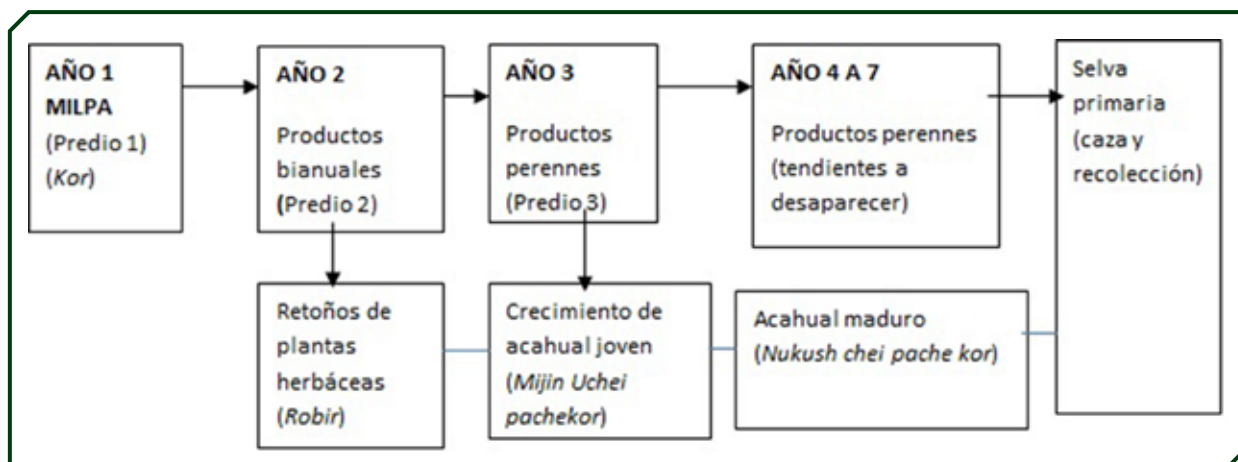 AÑO 1
MILPA
(Predio 1)
(Kor)
AÑO 2
Productos
bianuales
(Predio 2)
AÑO 3
Productos
perennes
(Predio 3)
AÑO 4 A 7
Productos perennes
(tendientes a
desaparecer)
Selva
primaria
(caza y
recolección)
Retoños de
plantas
herbáceas
(Robir)
Crecimiento de
acahual joven
(Mijin Uchei
pachekor)
Acahual maduro
(Nukush chei pache kor)